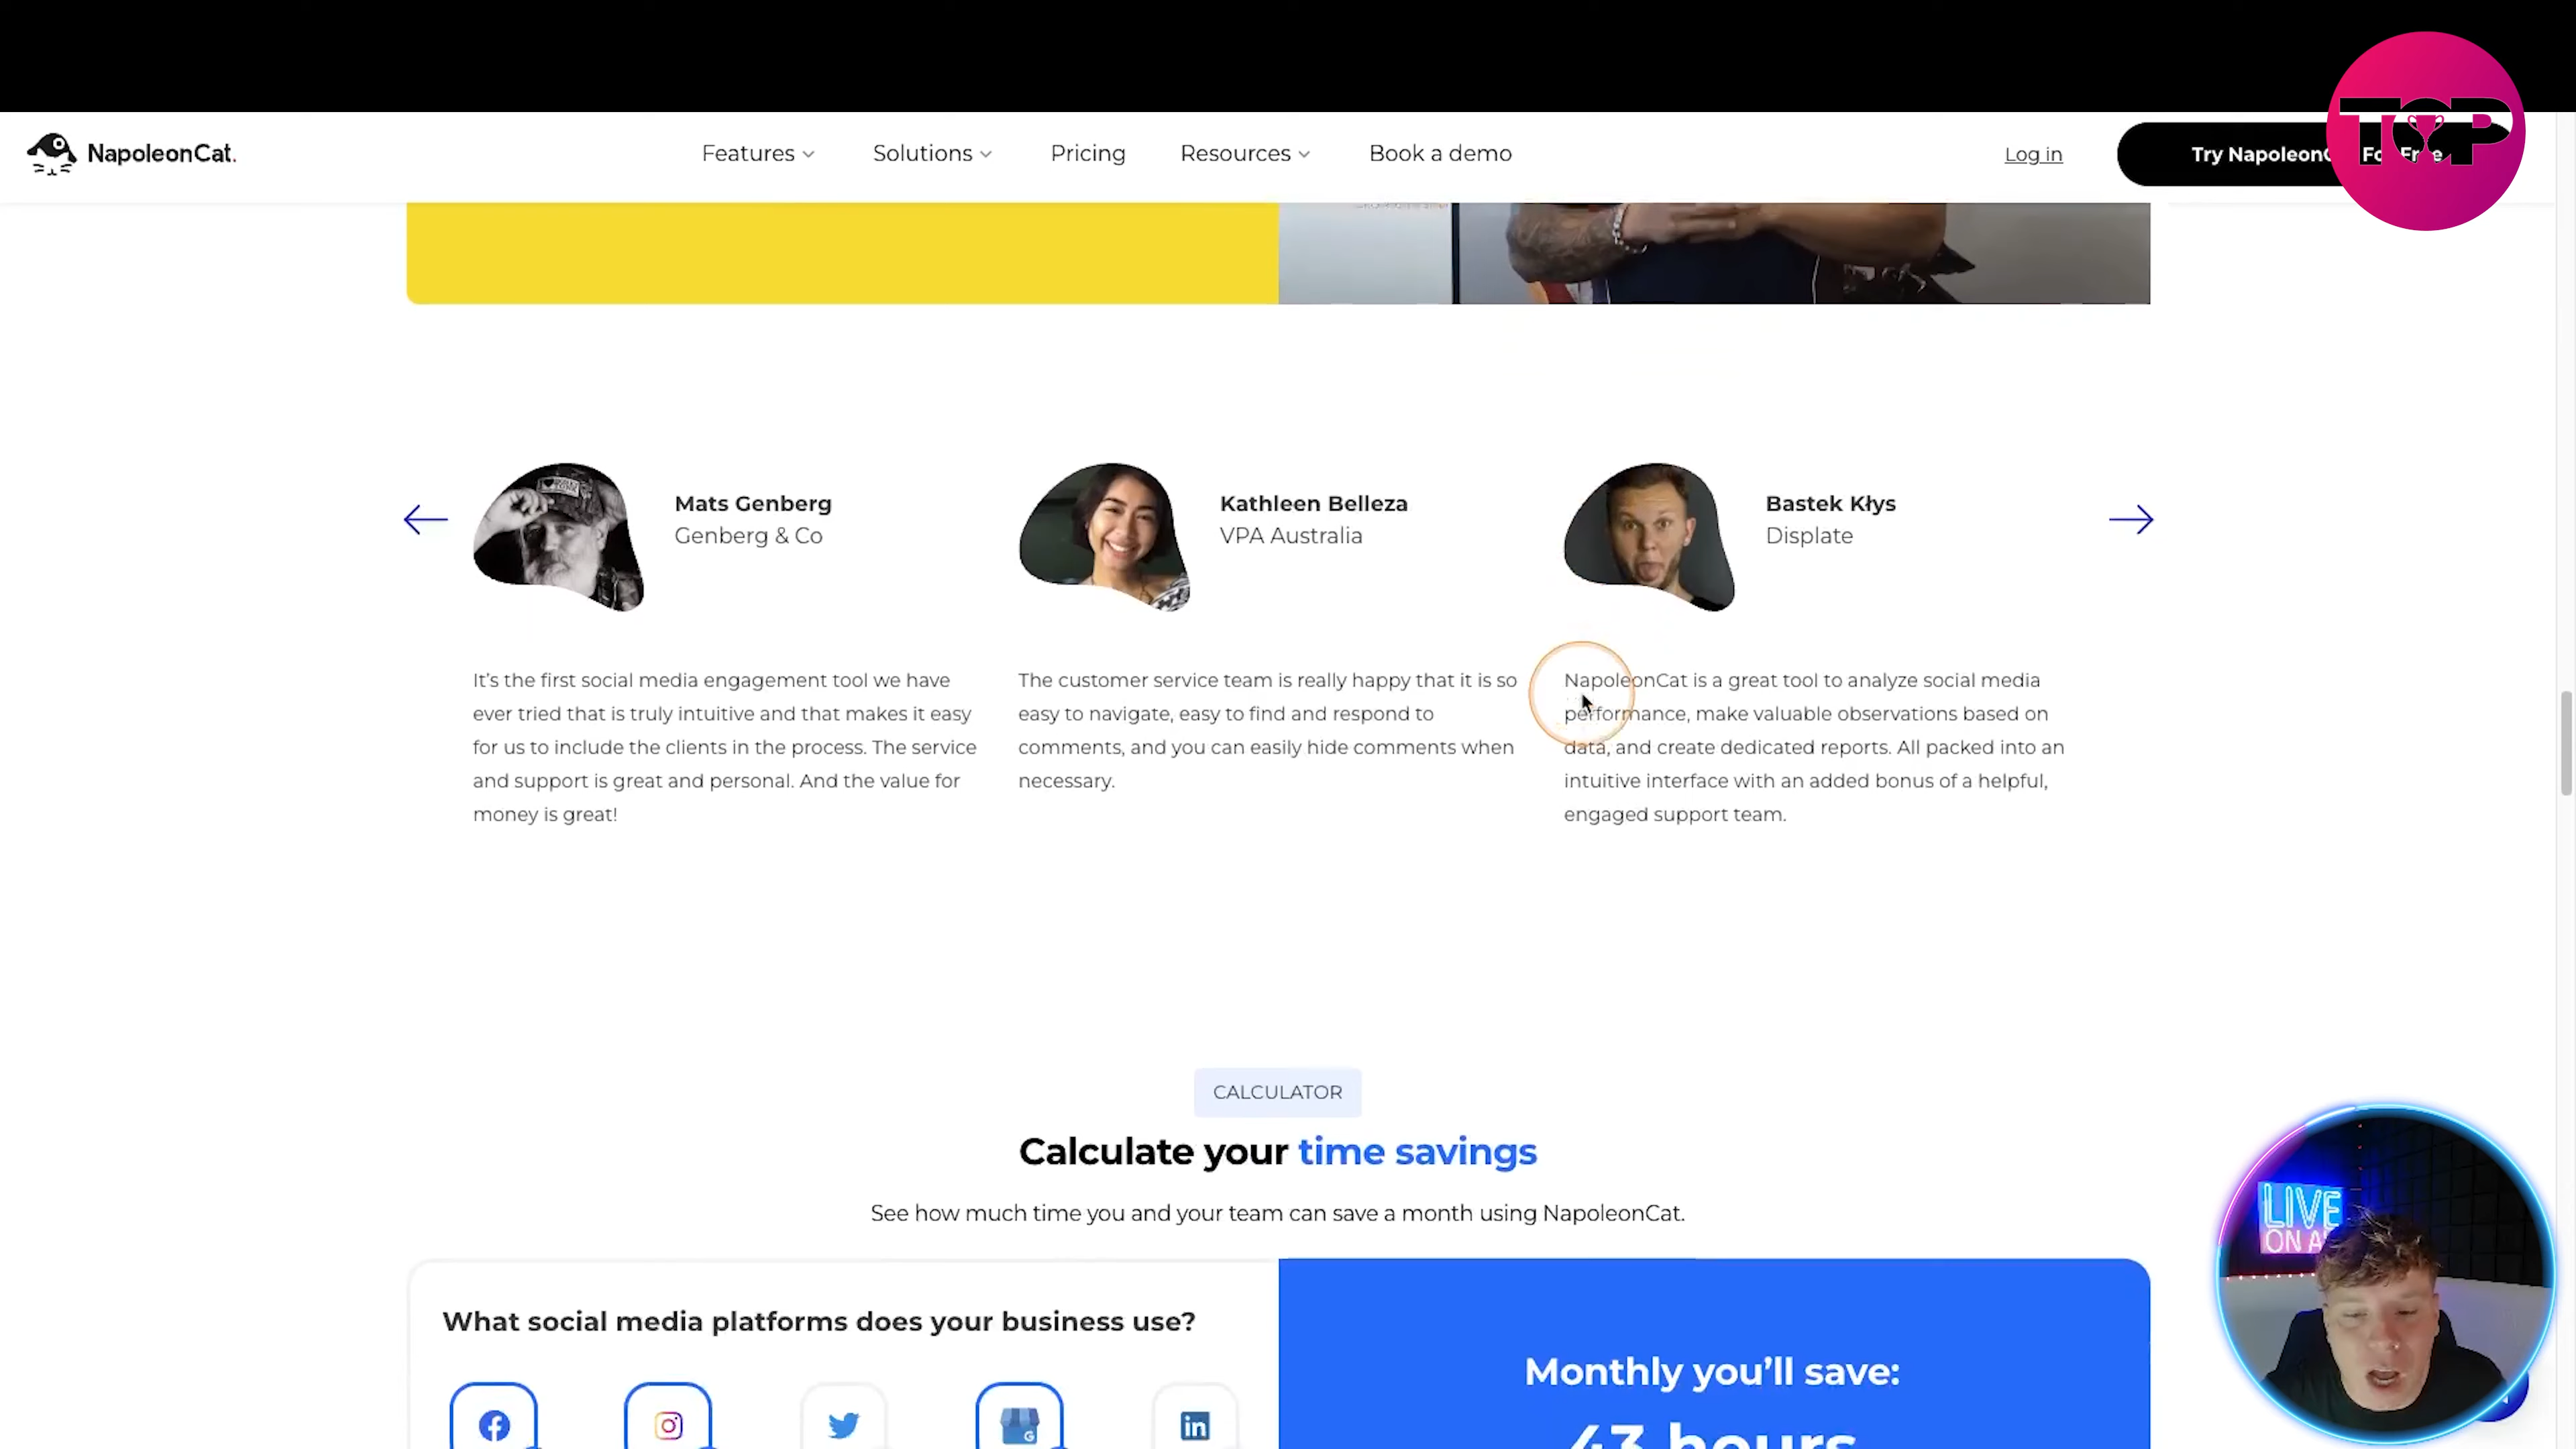 TOP
NapoleonCat.
Features
Solutions
Pricing
Resources
Book a demo
Log in
Try Napoleon
Free
Mats Genberg
Genberg & Co
It's the first social media engagement tool we have
ever tried that is truly intuitive and that makes it easy
for us to include the clients in the process. The service
and support is great and personal. And the value for
money is great!
Kathleen Belleza
VPA Australia
The customer service team is really happy that it is so
easy to navigate, easy to find and respond to
comments, and you can easily hide comments when
necessary.
Bastek Kłys
Displate
NapoleonCat is a great tool to analyze social media
performance, make valuable observations based on
data, and create dedicated reports. All packed into an
intuitive interface with an added bonus of a helpful,
engaged support team.
CALCULATOR
Calculate your time savings
See how much time you and your team can save a month using NapoleonCat.
What social media platforms does your business use?
Monthly you'll save:
43 hours
LIVE
ON A